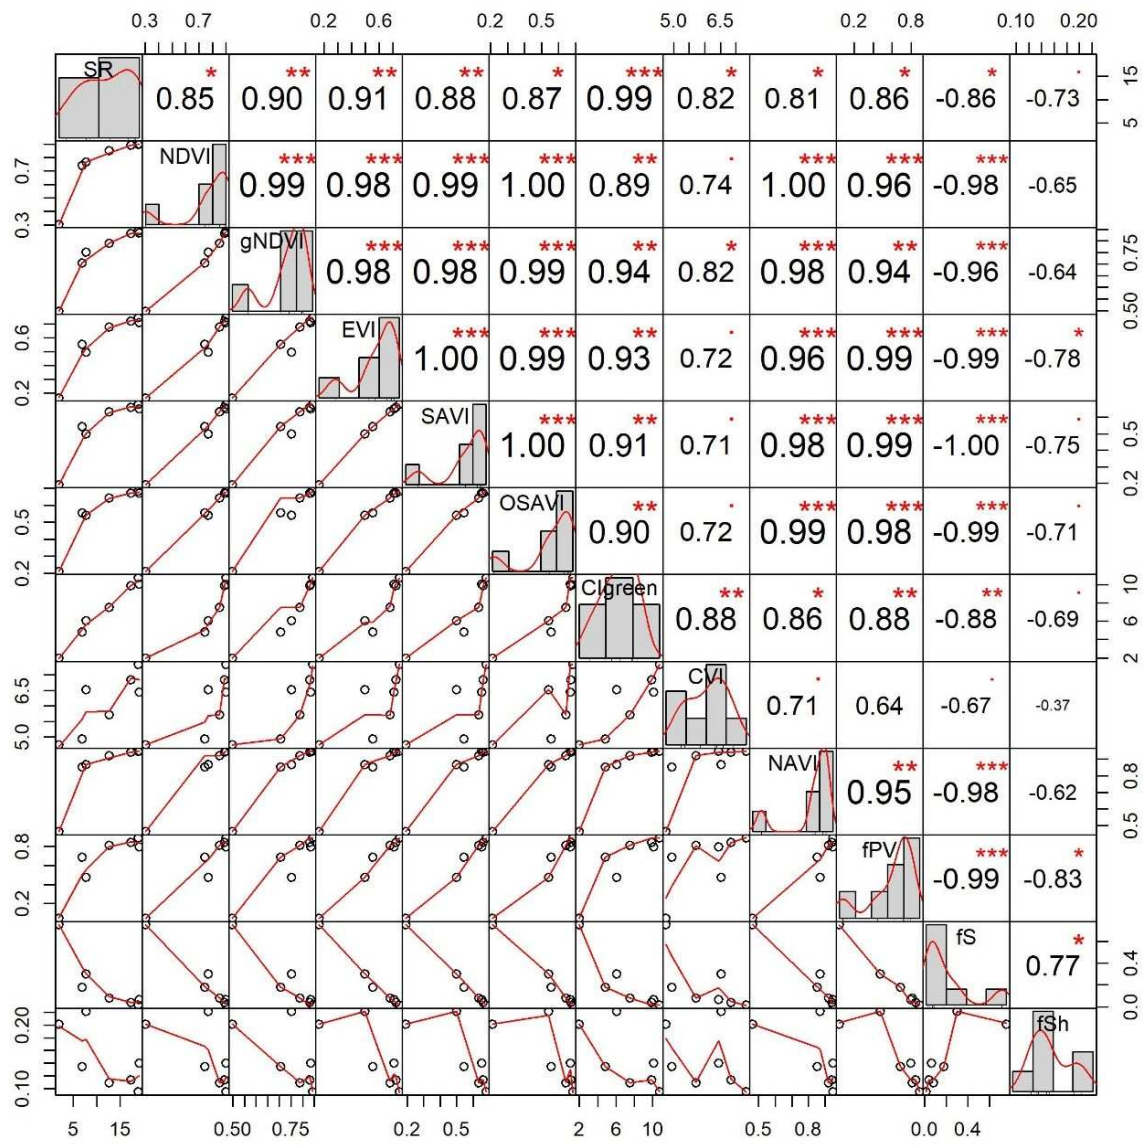 0.3 0.7 0.2 0.6 0.2 0.5 5.0 6.5 0.2 0.8 0.10 0.20
SR * 0.85 ** 0.90 ** 0.91 ** 0.88 * 0.87 *** 0.99 * 0.82 * 0.81 * 0.86 * -0.86 . -0.73 5 15
0.3 0.7 NDVI *** 0.99 *** 0.98 *** 0.99 *** 1.00 ** 0.89 . 0.74 *** 1.00 *** 0.96 *** -0.98 -0.65
gNDVI *** 0.98 *** 0.98 *** 0.99 ** 0.94 * 0.82 *** 0.98 ** 0.94 *** -0.96 -0.64 0.50 0.75
0.2 0.6 EVI *** 1.00 *** 0.99 ** 0.93 . 0.72 *** 0.96 *** 0.99 *** -0.99 * -0.78
SAVI *** 1.00 ** 0.91 . 0.71 *** 0.98 *** 0.99 *** -1.00 . -0.75 0.2 0.5
0.2 0.5 OSAVI ** 0.90 . 0.72 *** 0.99 *** 0.98 *** -0.99 . -0.71
CIgreen ** 0.88 * 0.86 ** 0.88 ** -0.88 . -0.69 2 6 10
5.0 6.5 CVI . 0.71 0.64 . -0.67 -0.37
NAVI ** 0.95 *** -0.98 -0.62 0.5 0.8
0.2 0.8 fPV *** -0.99 * -0.83
fS * 0.77 0.0 0.4
0.10 0.20 fSh
5 15 0.50 0.75 0.2 0.5 2 6 10 0.5 0.8 0.0 0.4